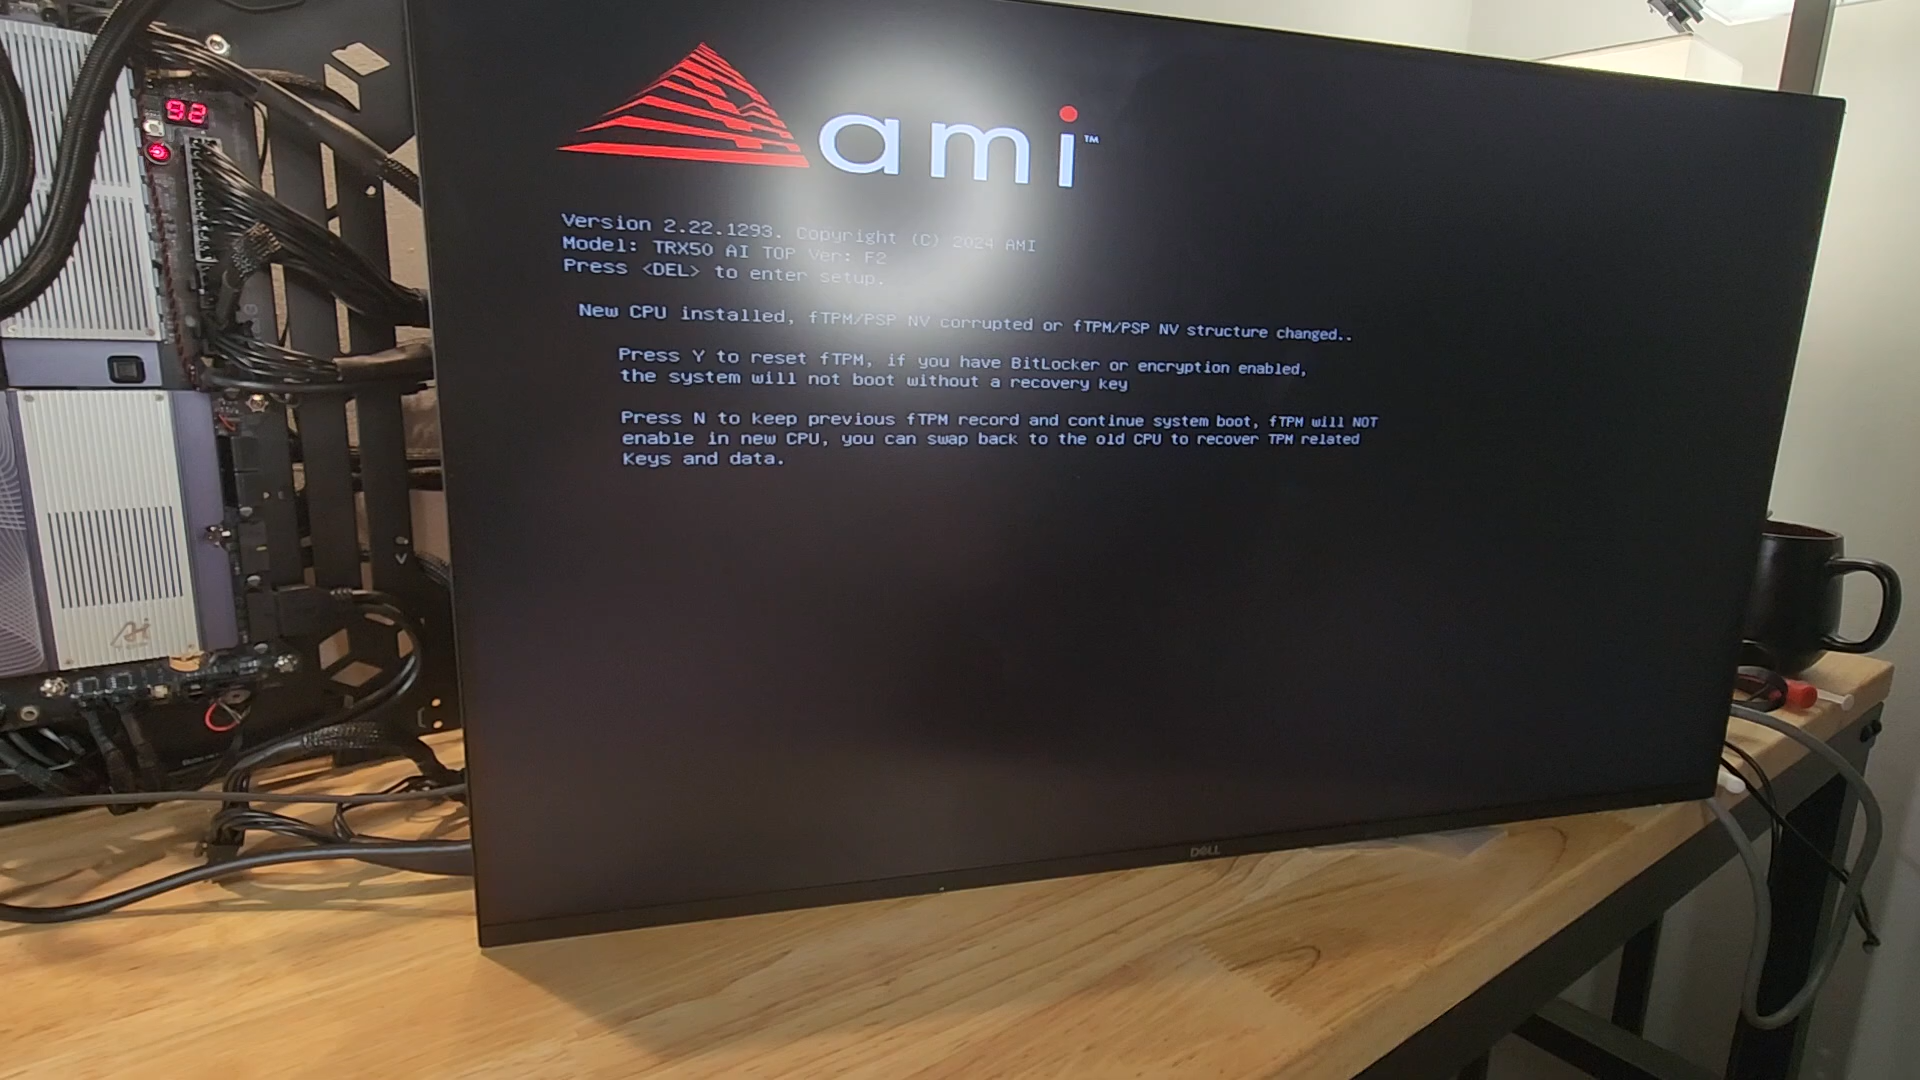 92
ami™
Version 2.22.1293. Copyright (C) 2024 AMI
Model: TRX50 AI TOP Ver: F2
Press <DEL> to enter setup.
New CPU installed, fTPM/PSP NV corrupted or fTPM/PSP NV structure changed..
Press Y to reset fTPM, if you have BitLocker or encryption enabled,
the system will not boot without a recovery key
Press N to keep previous fTPM record and continue system boot, fTPM will NOT
enable in new CPU, you can swap back to the old CPU to recover TPM related
Keys and data.
Ai
DELL